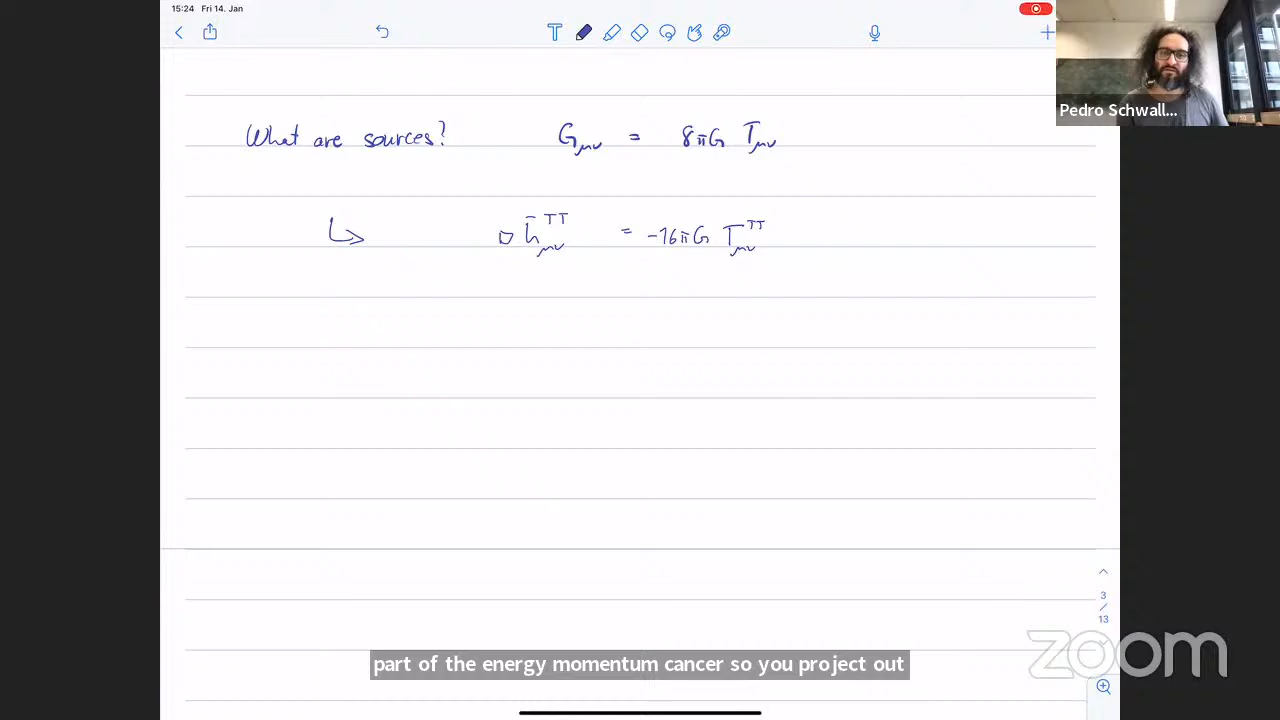 15:24 Fri 14. Jan
Pedro Schwall...
What are sources? G_μν = 8πG T_μν
↳ □ h̄_μν^TT = -16πG T_μν^TT
3
/
13
part of the energy momentum cancer so you project out
zoom